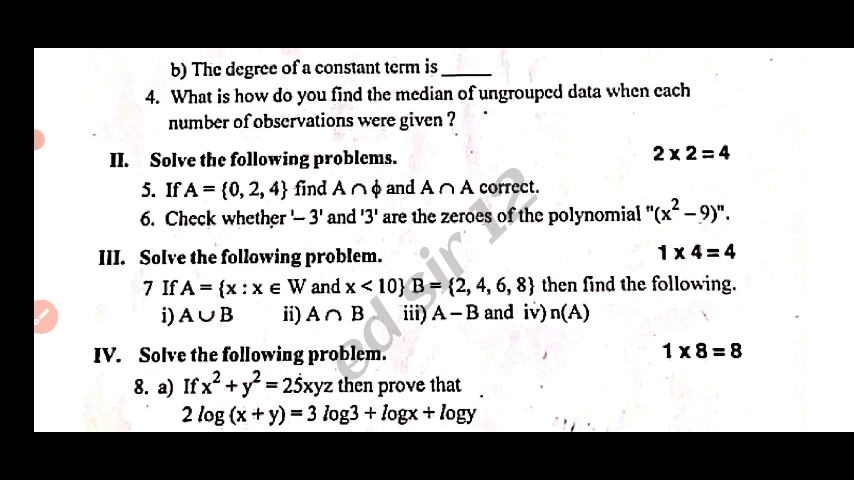 b) The degree of a constant term is _____
4. What is how do you find the median of ungrouped data when each
number of observations were given ?
II. Solve the following problems. 2 x 2 = 4
5. If A = {0, 2, 4} find A ∩ ϕ and A ∩ A correct.
6. Check whether '– 3' and '3' are the zeroes of the polynomial "(x² – 9)".
III. Solve the following problem. 1 x 4 = 4
7 If A = {x : x ∈ W and x < 10} B = {2, 4, 6, 8} then find the following.
i) A ∪ B ii) A ∩ B iii) A – B and iv) n(A)
IV. Solve the following problem. 1 x 8 = 8
8. a) If x² + y² = 25xyz then prove that
2 log (x + y) = 3 log3 + logx + logy
ed sir 12